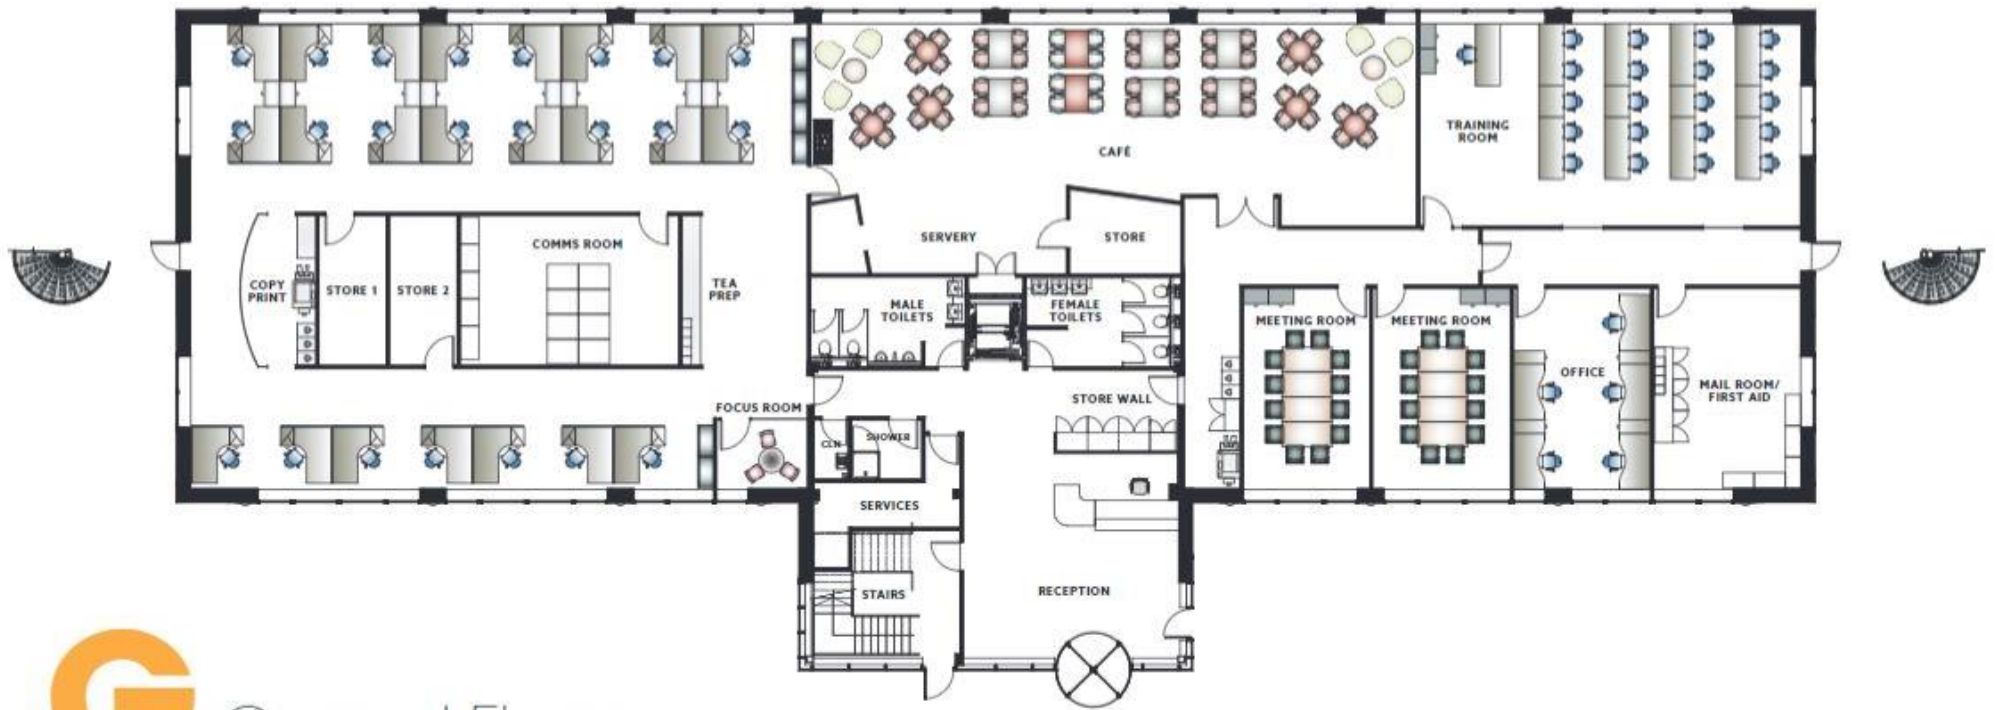 TRAINING
ROOM
CAFÉ
SERVERY
STORE
COMMS ROOM
COPY
PRINT
STORE 1
STORE 2
TEA
PREP
MALE
TOILETS
FEMALE
TOILETS
MEETING ROOM
MEETING ROOM
OFFICE
MAIL ROOM/
FIRST AID
FOCUS ROOM
STORE WALL
CLN
SHOWER
SERVICES
STAIRS
RECEPTION
G